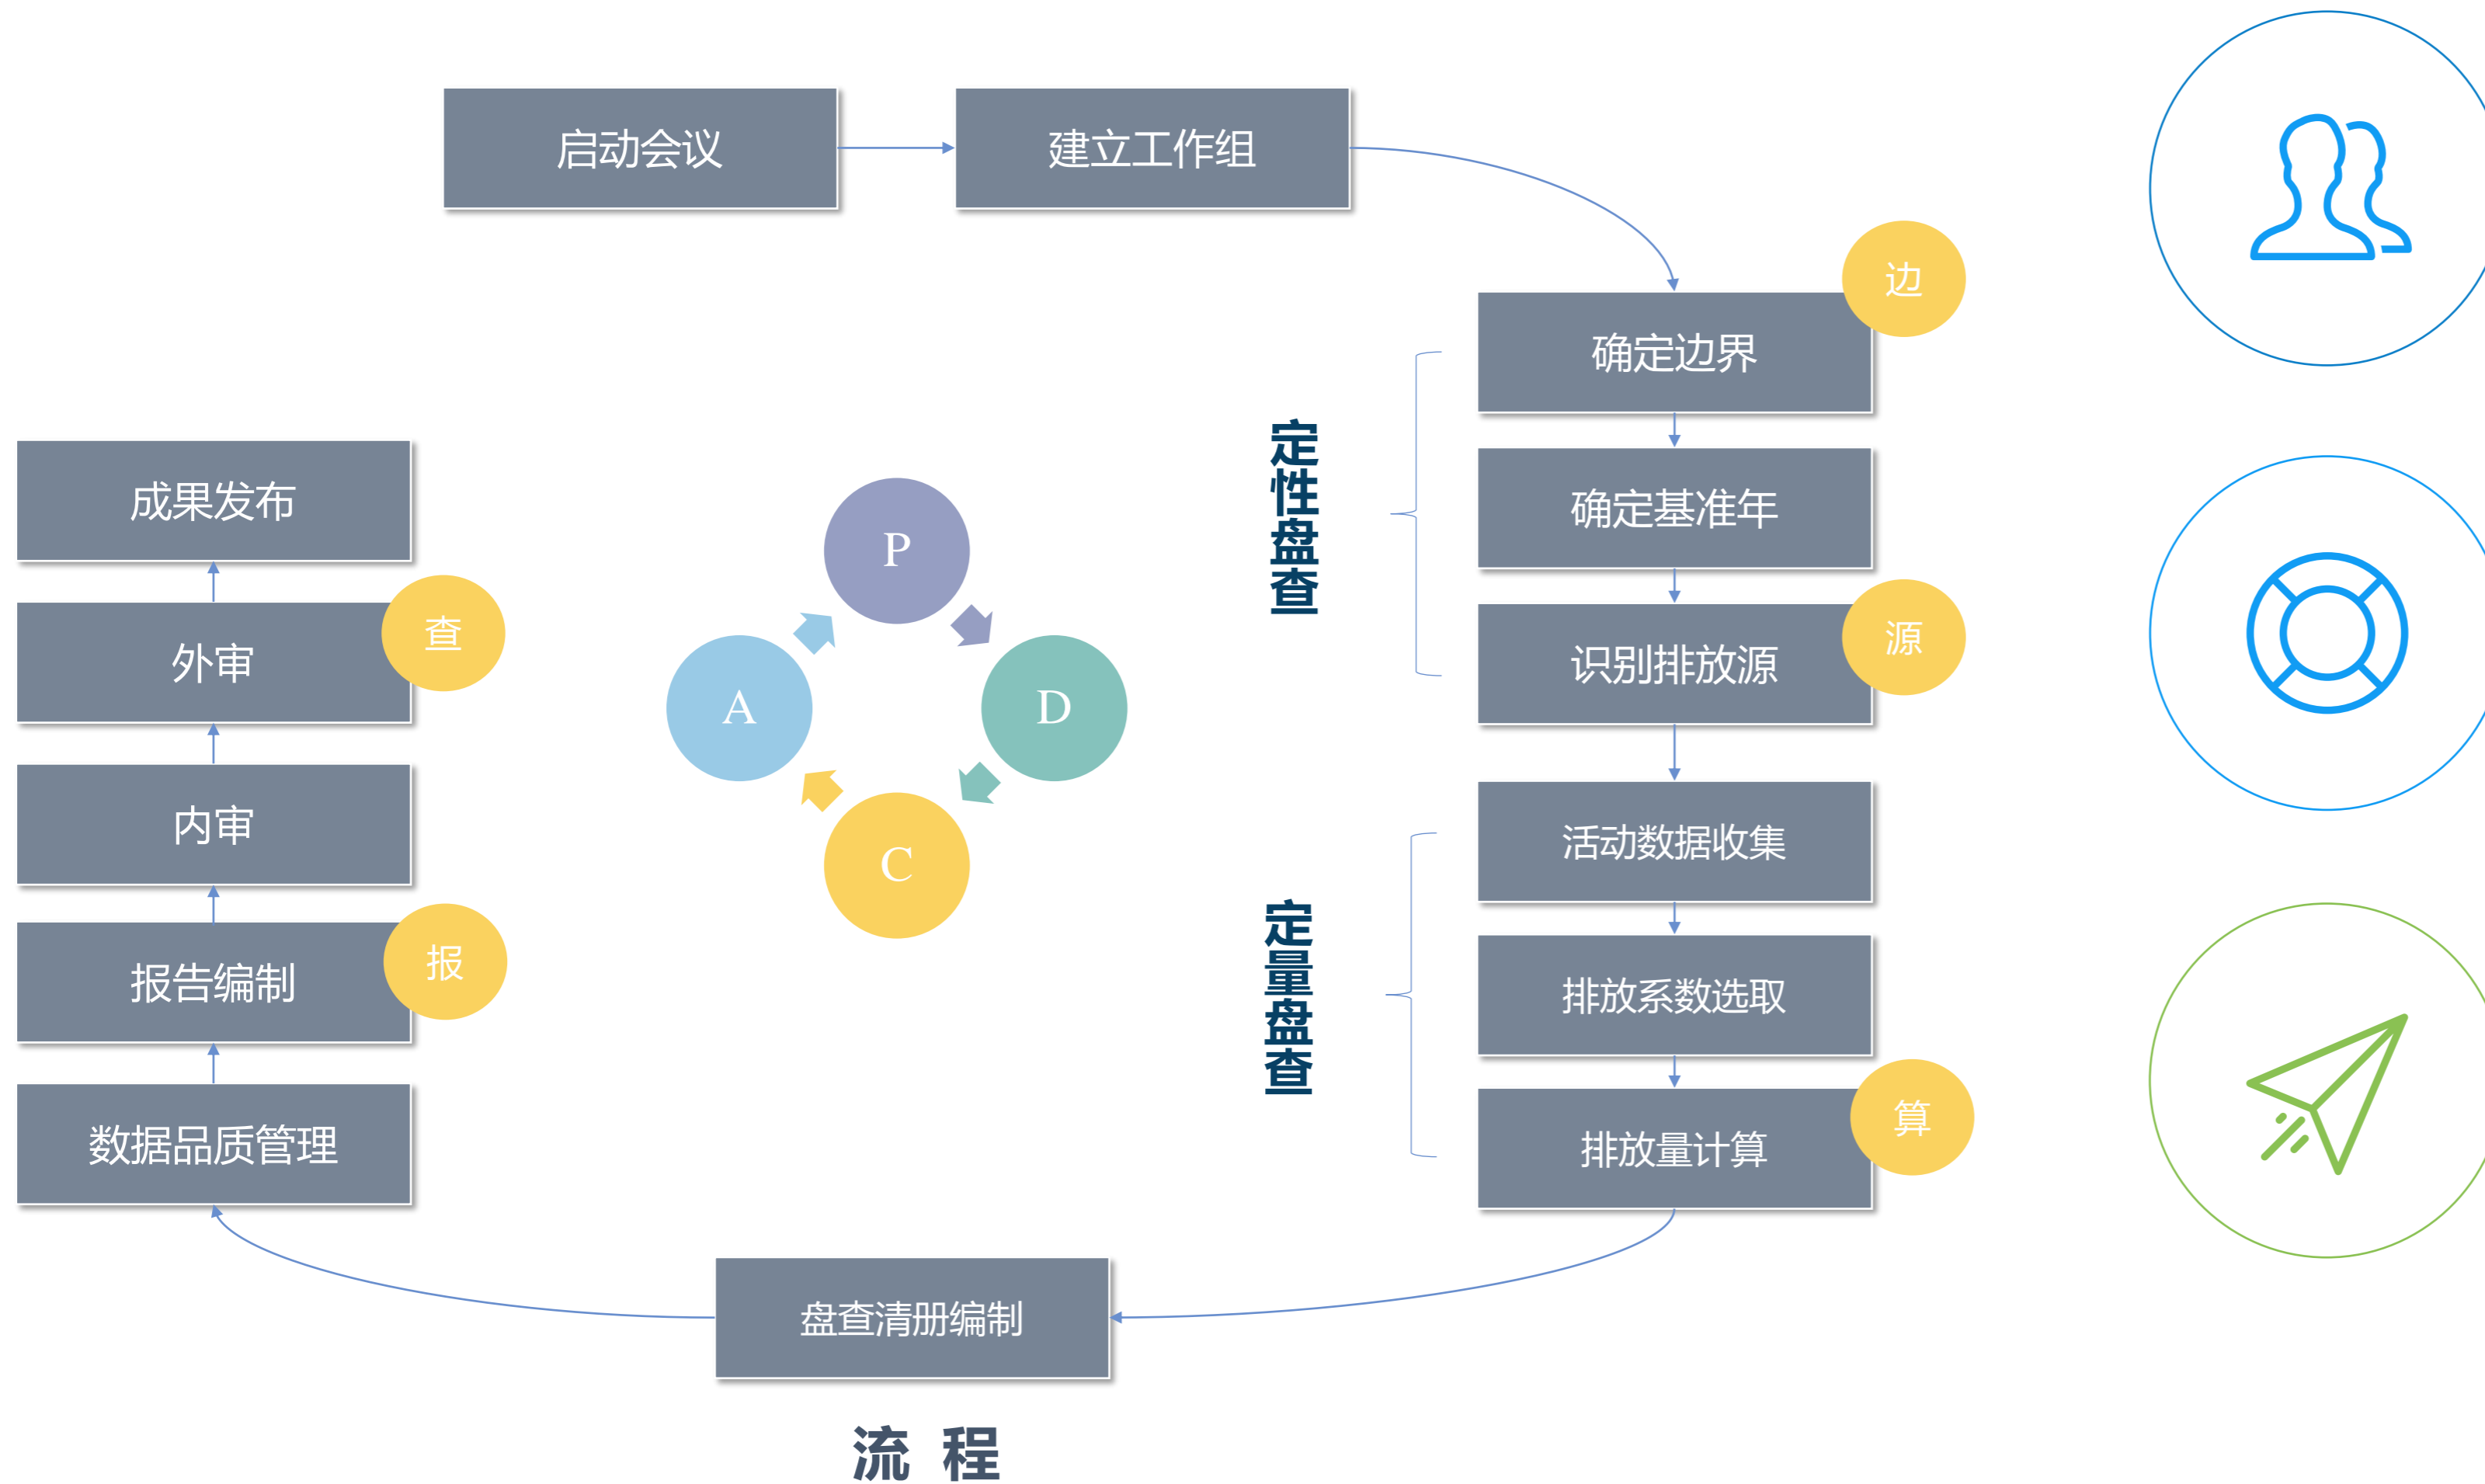 启动会议
建立工作组
边
确定边界
确定基准年
源
识别排放源
定性盘查
活动数据收集
排放系数选取
算
排放量计算
定量盘查
盘查清册编制
数据品质管理
报
报告编制
内审
查
外审
成果发布
P
D
C
A
流 程